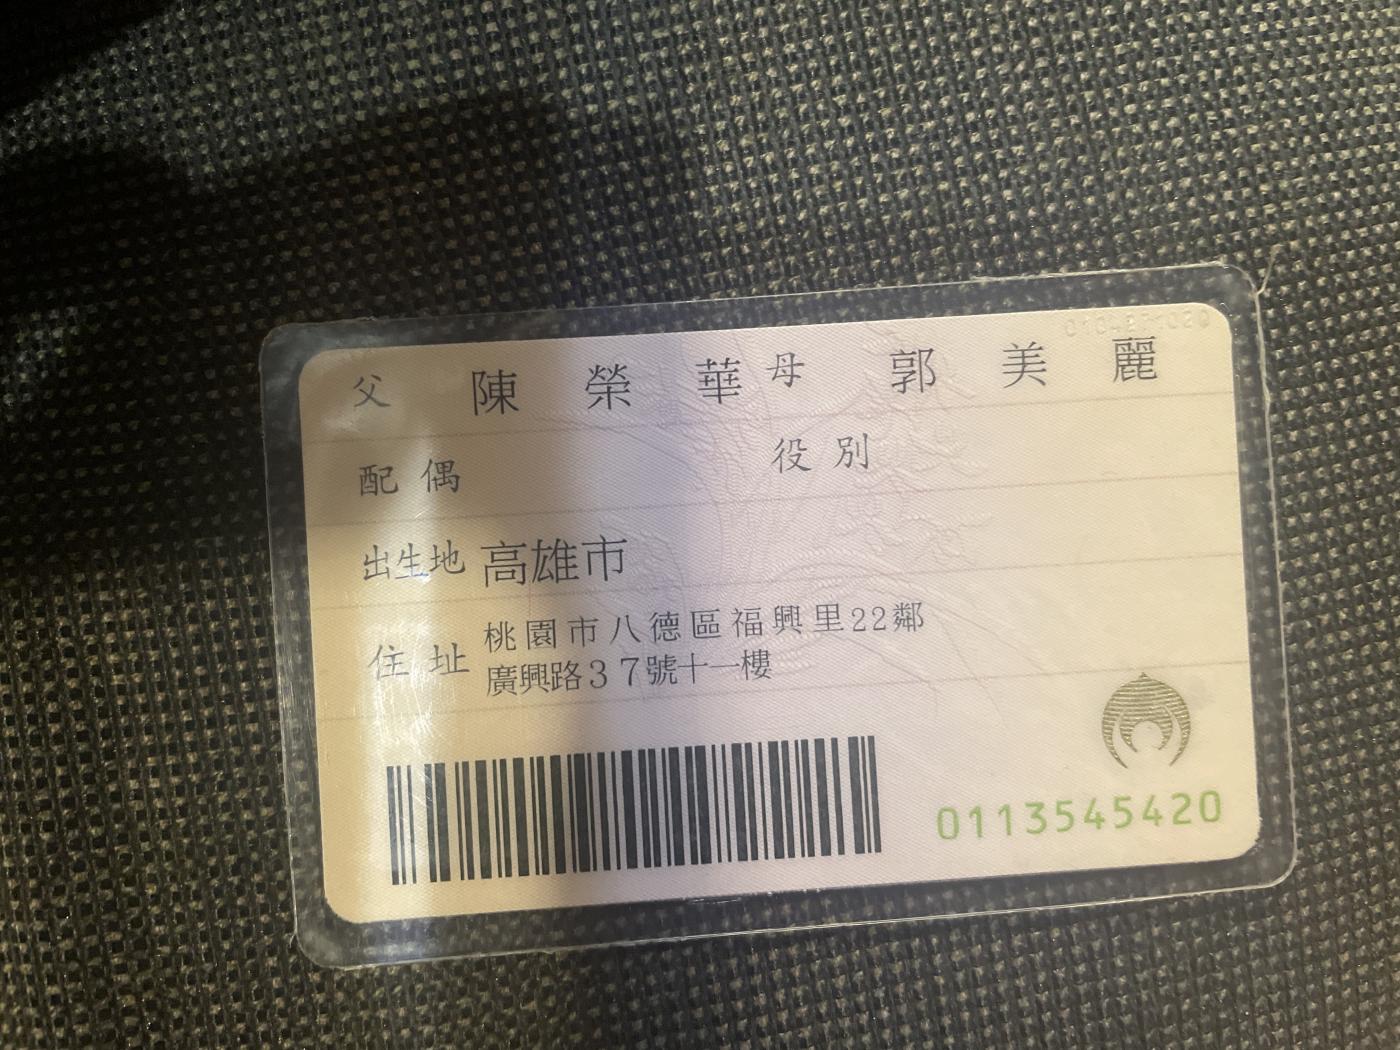 父 陳榮華 母 郭美麗
配偶 役別
出生地 高雄市
住址 桃園市八德區福興里22鄰
廣興路37號十一樓
0113545420